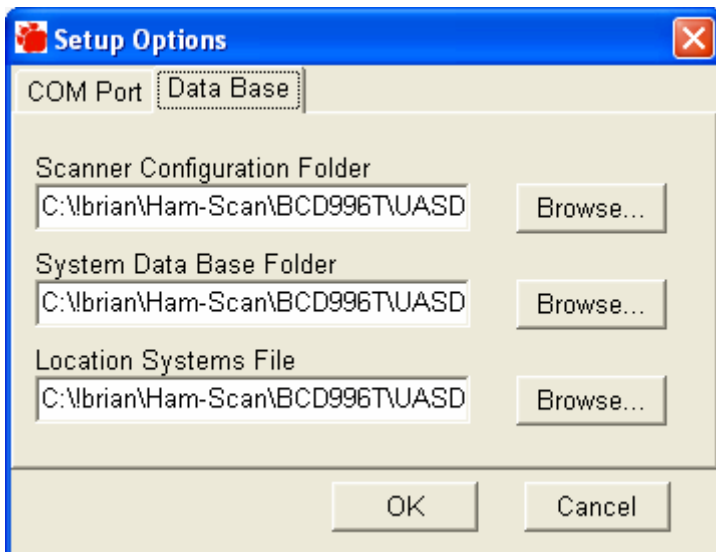 Setup Options
COM Port Data Base
Scanner Configuration Folder
C:\!brian\Ham-Scan\BCD996T\UASD Browse...
System Data Base Folder
C:\!brian\Ham-Scan\BCD996T\UASD Browse...
Location Systems File
C:\!brian\Ham-Scan\BCD996T\UASD Browse...
OK Cancel